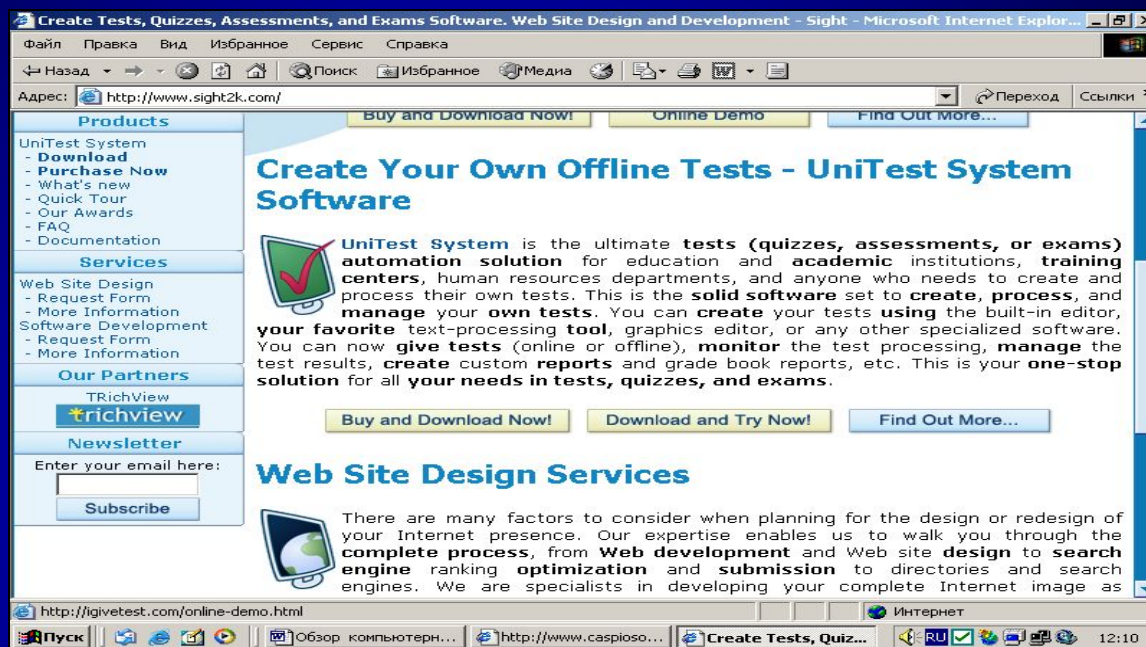 Create Tests, Quizzes, Assessments, and Exams Software. Web Site Design and Development - Sight - Microsoft Internet Explor...
Файл Правка Вид Избранное Сервис Справка
Назад Поиск Избранное Медиа
Адрес: http://www.sight2k.com/ Переход Ссылки
Products
UniTest System
- Download
- Purchase Now
- What's new
- Quick Tour
- Our Awards
- FAQ
- Documentation
Services
Web Site Design
- Request Form
- More Information
Software Development
- Request Form
- More Information
Our Partners
TRichView
trichview
Newsletter
Enter your email here:
Subscribe
Buy and Download Now! Online Demo Find Out More...
Create Your Own Offline Tests - UniTest System
Software
UniTest System is the ultimate tests (quizzes, assessments, or exams)
automation solution for education and academic institutions, training
centers, human resources departments, and anyone who needs to create and
process their own tests. This is the solid software set to create, process, and
manage your own tests. You can create your tests using the built-in editor,
your favorite text-processing tool, graphics editor, or any other specialized software.
You can now give tests (online or offline), monitor the test processing, manage the
test results, create custom reports and grade book reports, etc. This is your one-stop
solution for all your needs in tests, quizzes, and exams.
Buy and Download Now! Download and Try Now! Find Out More...
Web Site Design Services
There are many factors to consider when planning for the design or redesign of
your Internet presence. Our expertise enables us to walk you through the
complete process, from Web development and Web site design to search
engine ranking optimization and submission to directories and search
engines. We are specialists in developing your complete Internet image as
http://igivetest.com/online-demo.html Интернет
Пуск Обзор компьютерн... http://www.caspioso... Create Tests, Quiz... RU 12:10